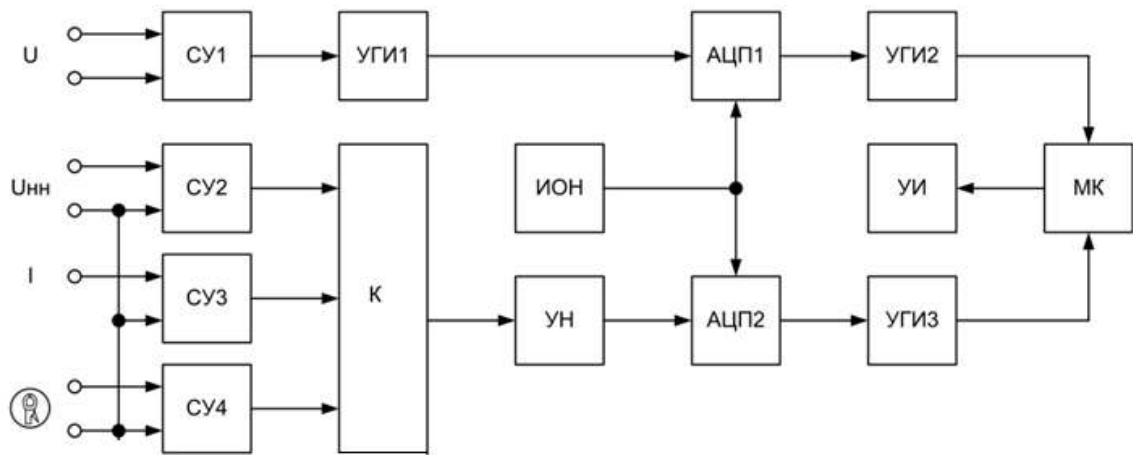 U СУ1 УГИ1 АЦП1 УГИ2
Uнн СУ2 ИОН УИ МК
I СУ3 К УН АЦП2 УГИ3
СУ4